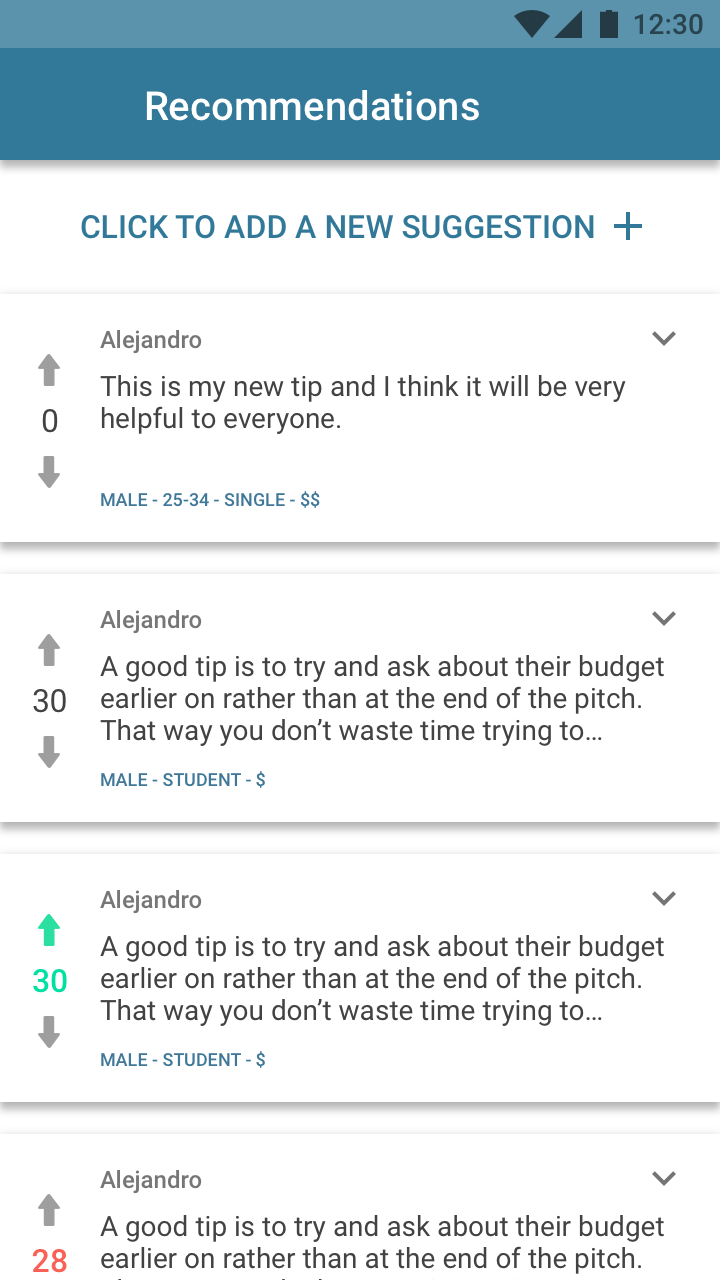 12:30
Recommendations
CLICK TO ADD A NEW SUGGESTION +
Alejandro
This is my new tip and I think it will be very
helpful to everyone.
0
MALE - 25-34 - SINGLE - $$
Alejandro
A good tip is to try and ask about their budget
earlier on rather than at the end of the pitch.
That way you don’t waste time trying to…
30
MALE - STUDENT - $
Alejandro
A good tip is to try and ask about their budget
earlier on rather than at the end of the pitch.
That way you don’t waste time trying to…
30
MALE - STUDENT - $
Alejandro
A good tip is to try and ask about their budget
earlier on rather than at the end of the pitch.
28